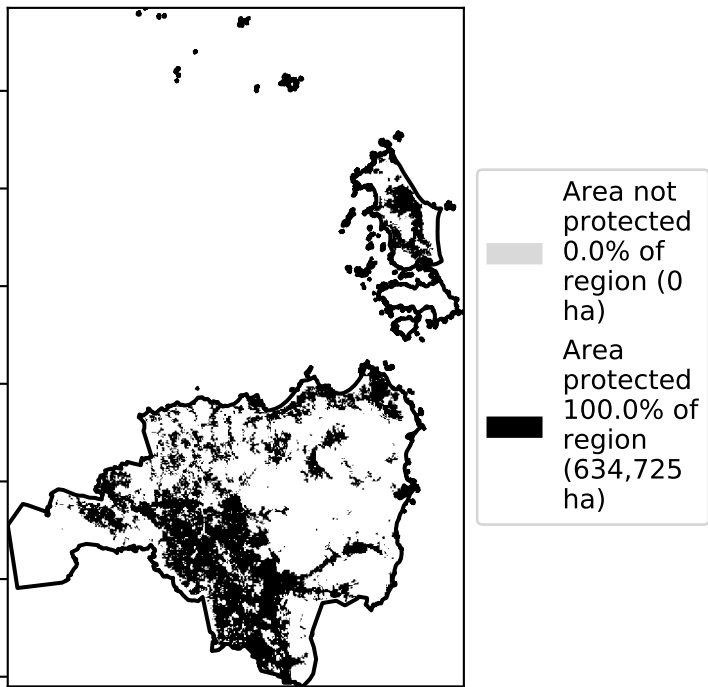 Area not
protected
0.0% of
region (0
ha)
Area
protected
100.0% of
region
(634,725
ha)